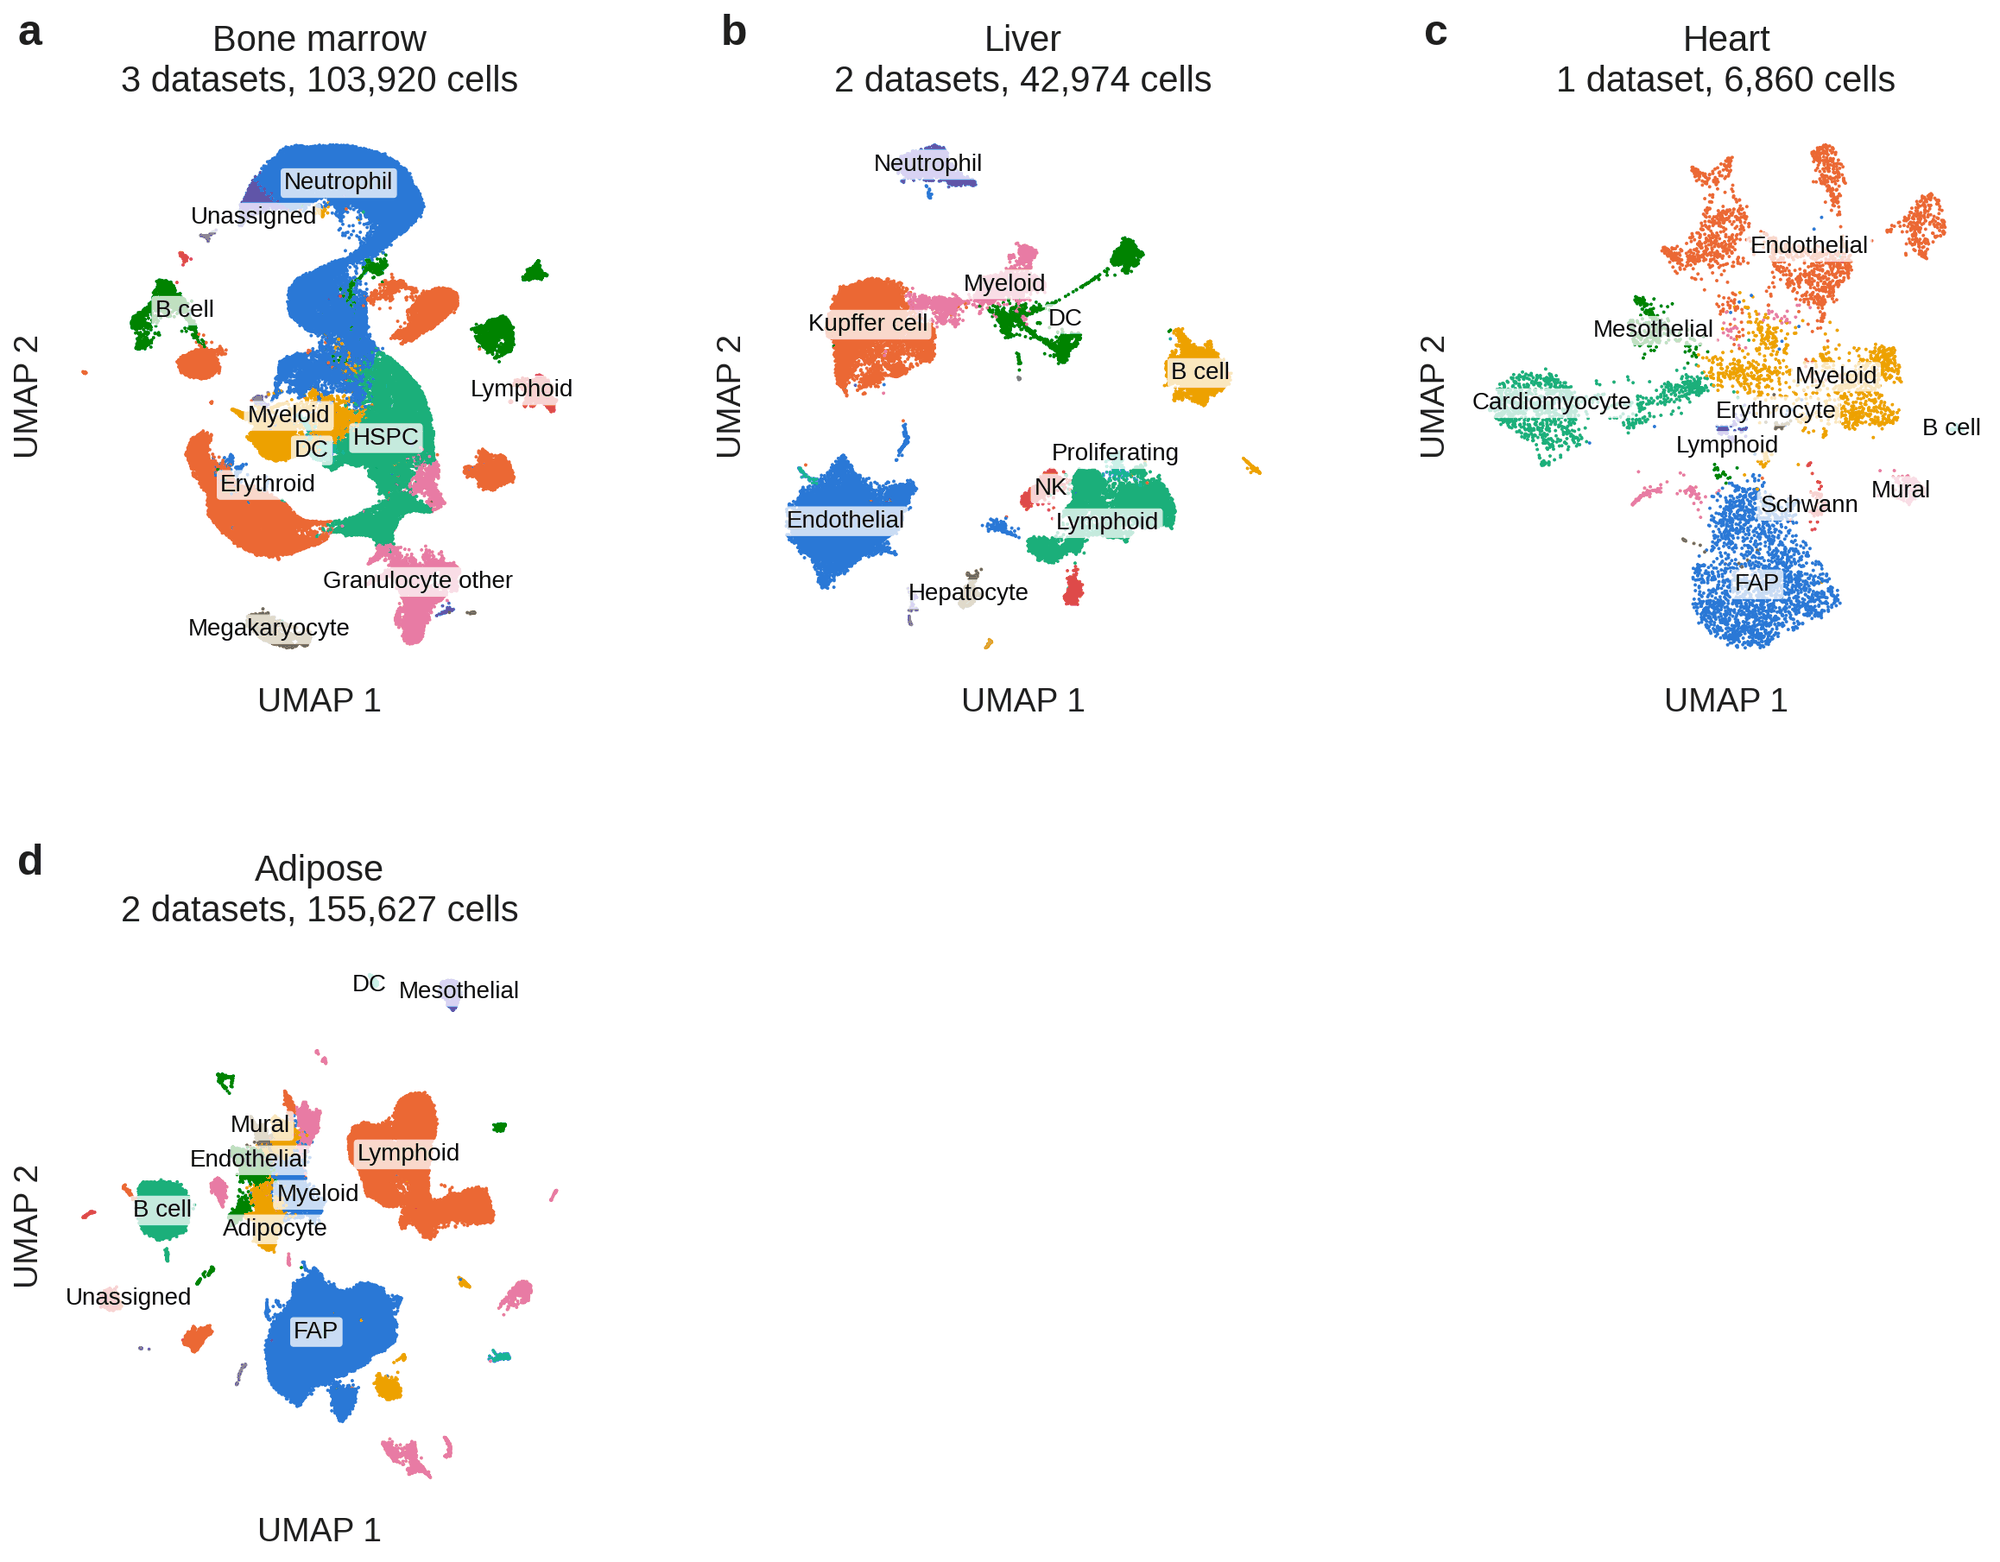 a
Bone marrow
3 datasets, 103,920 cells
Neutrophil
Unassigned
B cell
Lymphoid
Myeloid
HSPC
DC
Erythroid
Granulocyte other
Megakaryocyte
UMAP 2
UMAP 1
b
Liver
2 datasets, 42,974 cells
Neutrophil
Myeloid
DC
Kupffer cell
B cell
Proliferating
NK
Endothelial
Lymphoid
Hepatocyte
UMAP 2
UMAP 1
c
Heart
1 dataset, 6,860 cells
Endothelial
Mesothelial
Myeloid
Cardiomyocyte
Erythrocyte
B cell
Lymphoid
Mural
Schwann
FAP
UMAP 2
UMAP 1
d
Adipose
2 datasets, 155,627 cells
DC
Mesothelial
Mural
Lymphoid
Endothelial
Myeloid
B cell
Adipocyte
Unassigned
FAP
UMAP 2
UMAP 1